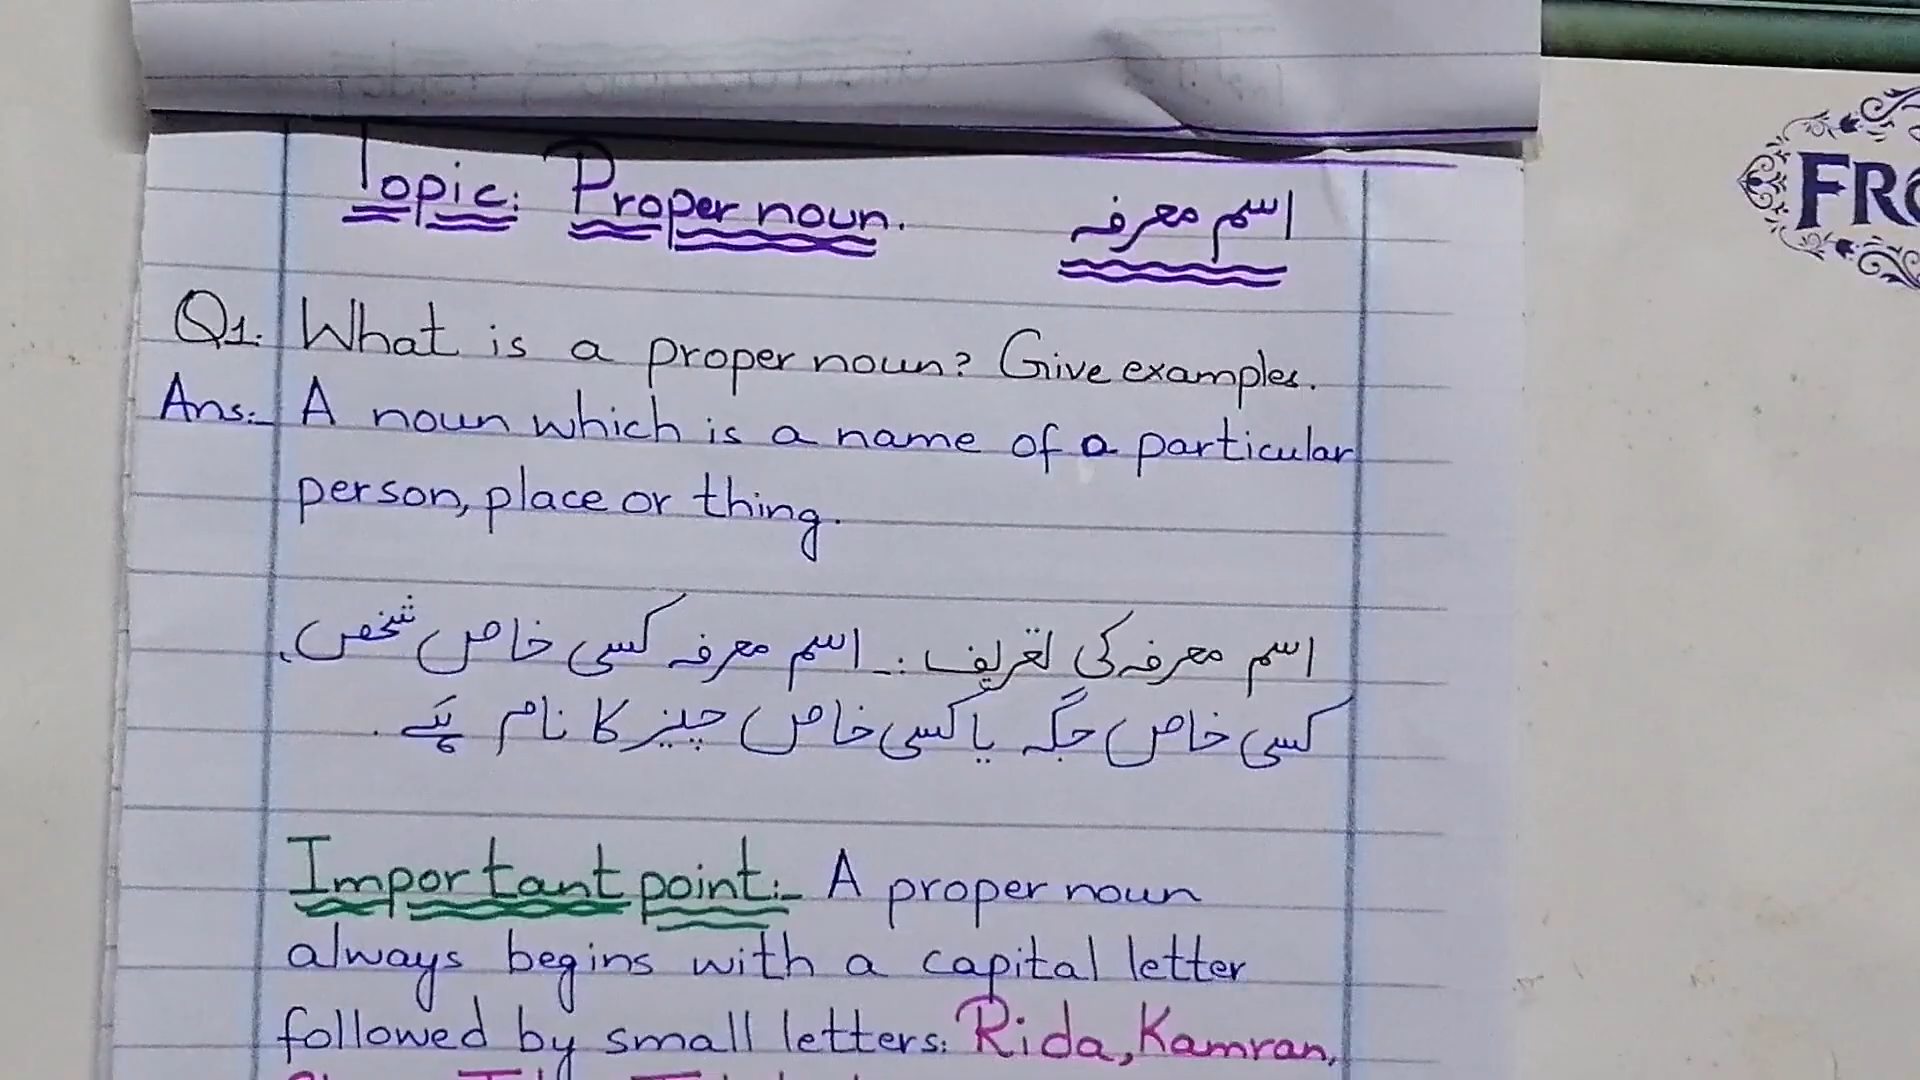 Topic: Proper noun. اسم معرفہ
Q1. What is a proper noun? Give examples.
Ans:- A noun which is a name of a particular
person, place or thing.
اسم معرفہ کی تعریف :۔ اسم معرفہ کسی خاص شخص،
کسی خاص جگہ یا کسی خاص چیز کا نام ہے .
Important point:- A proper noun
always begins with a capital letter
followed by small letters: Rida, Kamran,